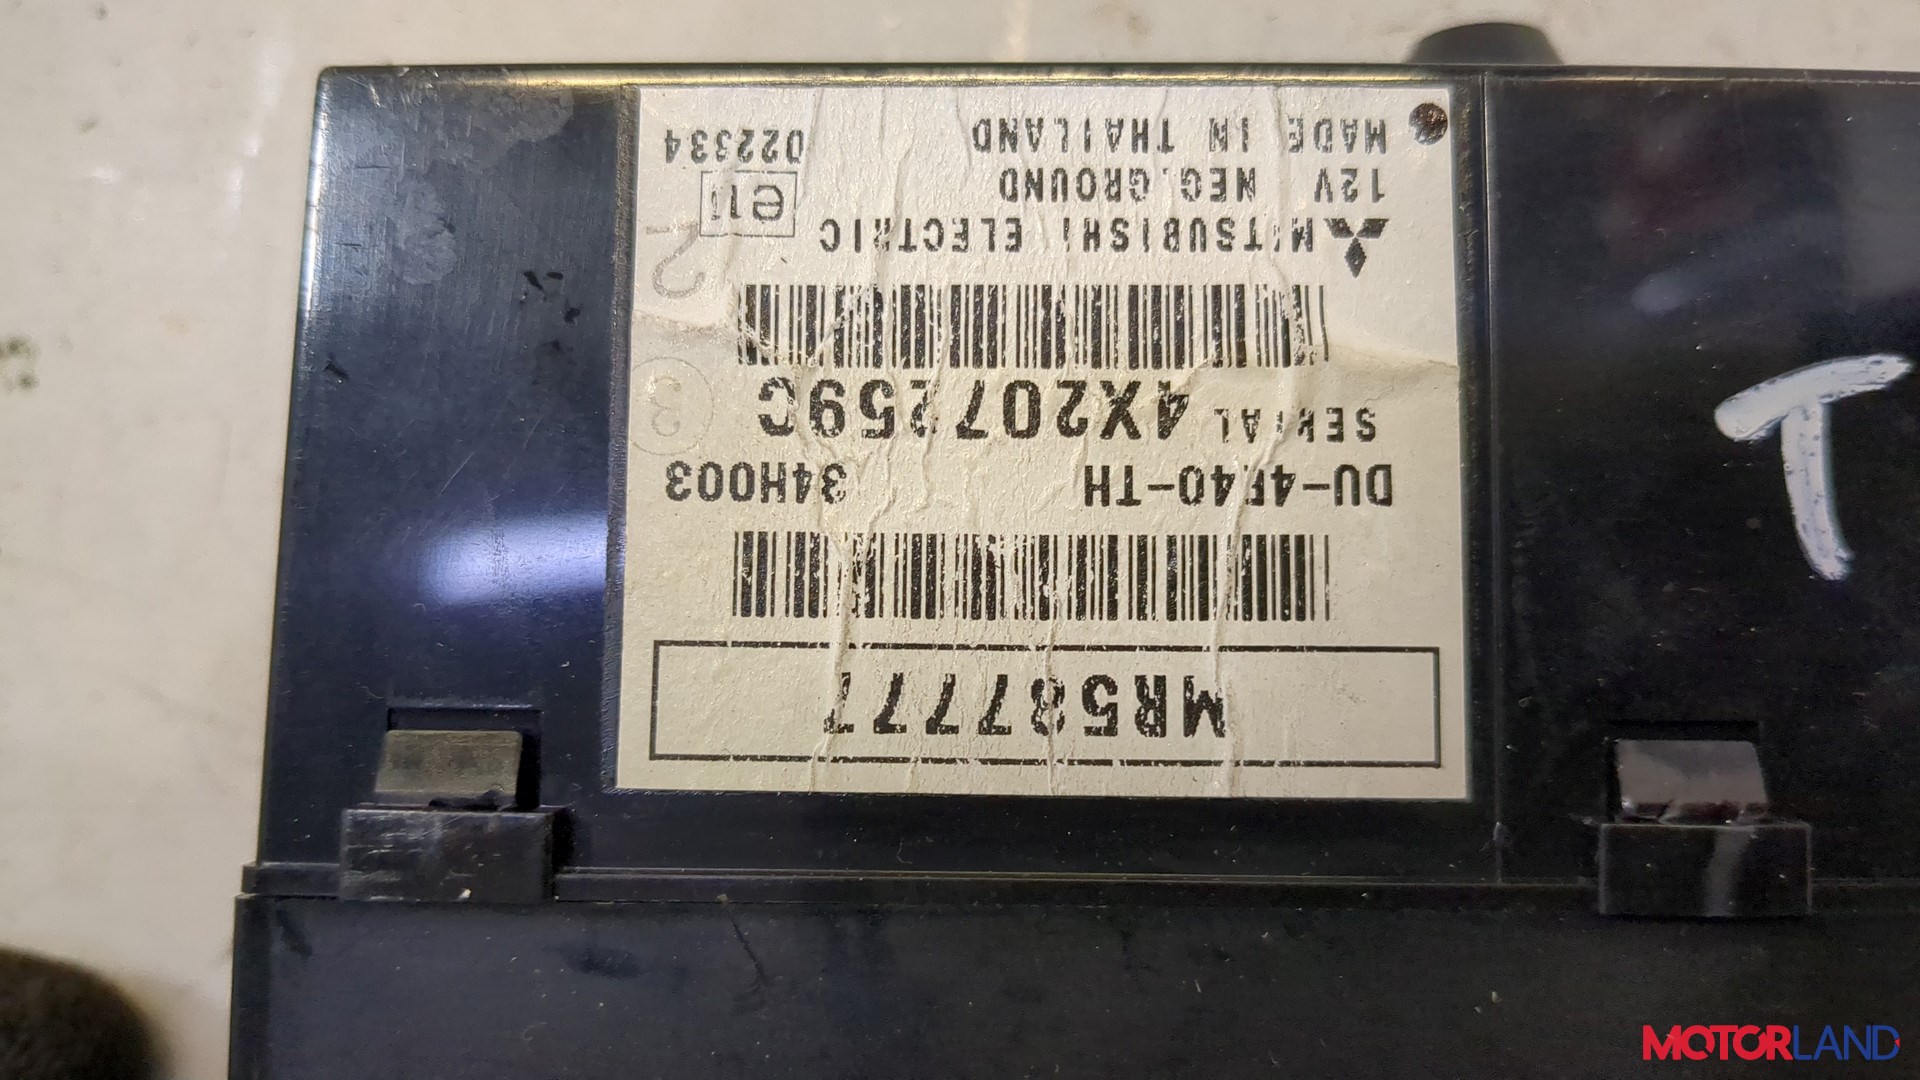 MR587777
DU-4F40-TH 34H003
SERIAL 4X207259C
MITSUBISHI ELECTRIC
12V NEG.GROUND
MADE IN THAILAND
e11
022334
2
3
T
MOTORLAND